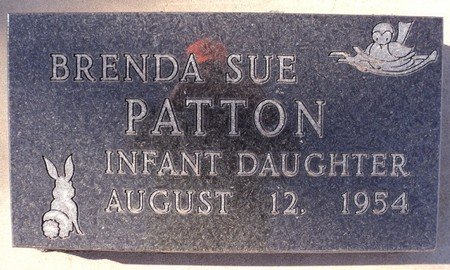 BRENDA SUE
PATTON
INFANT DAUGHTER
AUGUST 12, 1954